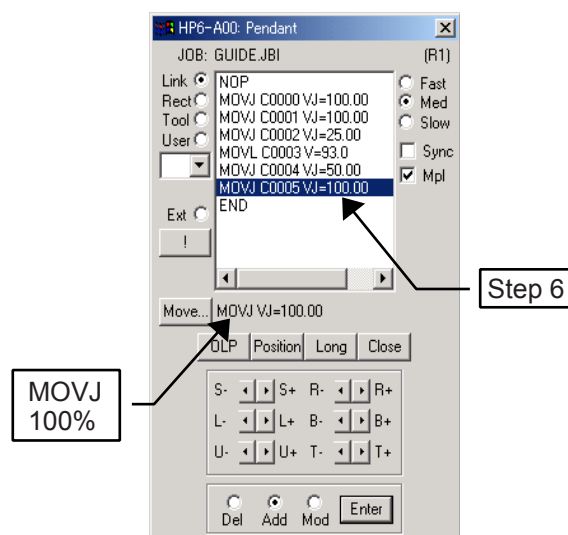 HP6-A00: Pendant
JOB: GUIDE.JBI (R1)
Link
Rect
Tool
User
Ext
!
NOP
MOVJ C0000 VJ=100.00
MOVJ C0001 VJ=100.00
MOVJ C0002 VJ=25.00
MOVL C0003 V=93.0
MOVJ C0004 VJ=50.00
MOVJ C0005 VJ=100.00
END
Fast
Med
Slow
Sync
Mpl
Step 6
Move... MOVJ VJ=100.00
OLP Position Long Close
MOVJ
100%
S- S+ R- R+
L- L+ B- B+
U- U+ T- T+
Del Add Mod Enter